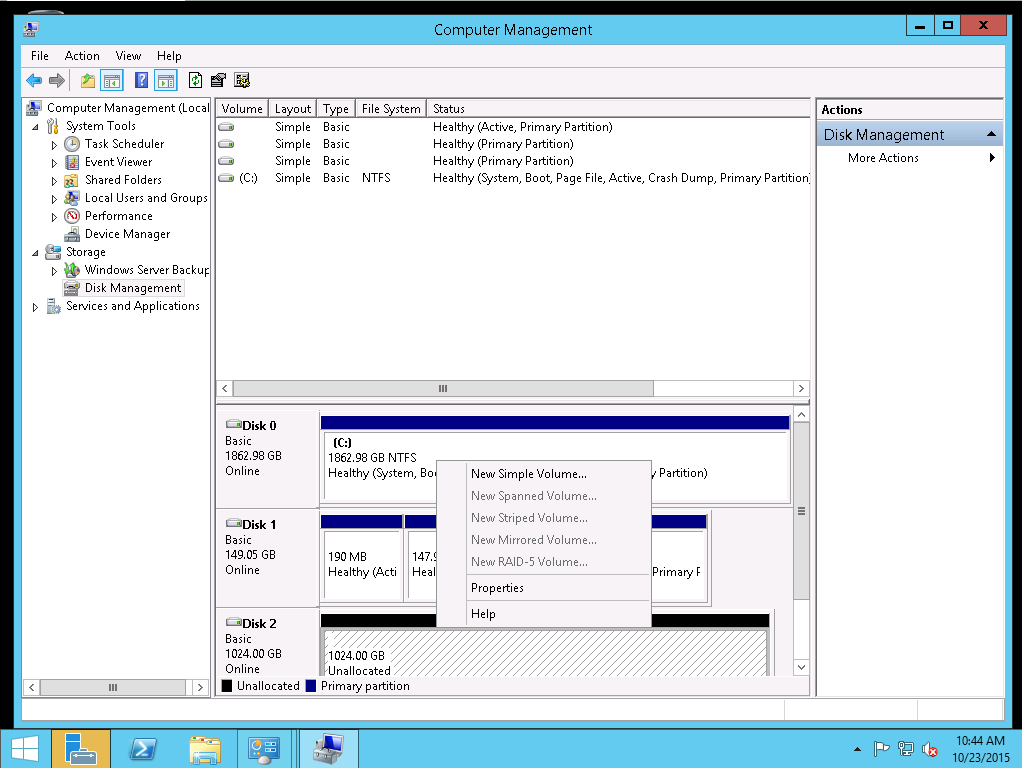 Computer Management
File Action View Help
Computer Management (Local
System Tools
Task Scheduler
Event Viewer
Shared Folders
Local Users and Groups
Performance
Device Manager
Storage
Windows Server Backup
Disk Management
Services and Applications
Volume Layout Type File System Status
Simple Basic Healthy (Active, Primary Partition)
Simple Basic Healthy (Primary Partition)
Simple Basic Healthy (Primary Partition)
(C:) Simple Basic NTFS Healthy (System, Boot, Page File, Active, Crash Dump, Primary Partition)
Disk 0
Basic
1862.98 GB
Online
(C:)
1862.98 GB NTFS
Healthy (System, Boo
y Partition)
Disk 1
Basic
149.05 GB
Online
190 MB
Healthy (Acti
147.9
Heal
Primary P
Disk 2
Basic
1024.00 GB
Online
1024.00 GB
Unallocated
New Simple Volume...
New Spanned Volume...
New Striped Volume...
New Mirrored Volume...
New RAID-5 Volume...
Properties
Help
Unallocated Primary partition
Actions
Disk Management
More Actions
10:44 AM
10/23/2015